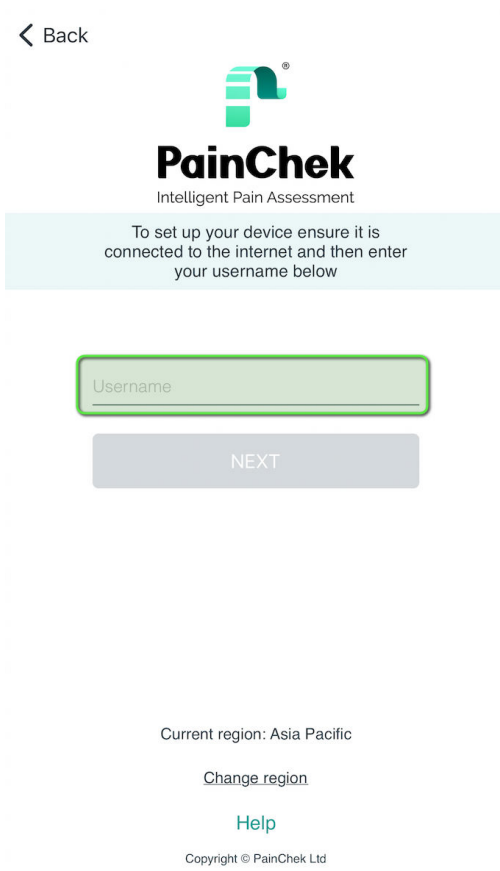 Back
®
PainChek
Intelligent Pain Assessment
To set up your device ensure it is
connected to the internet and then enter
your username below
Username
NEXT
Current region: Asia Pacific
Change region
Help
Copyright © PainChek Ltd